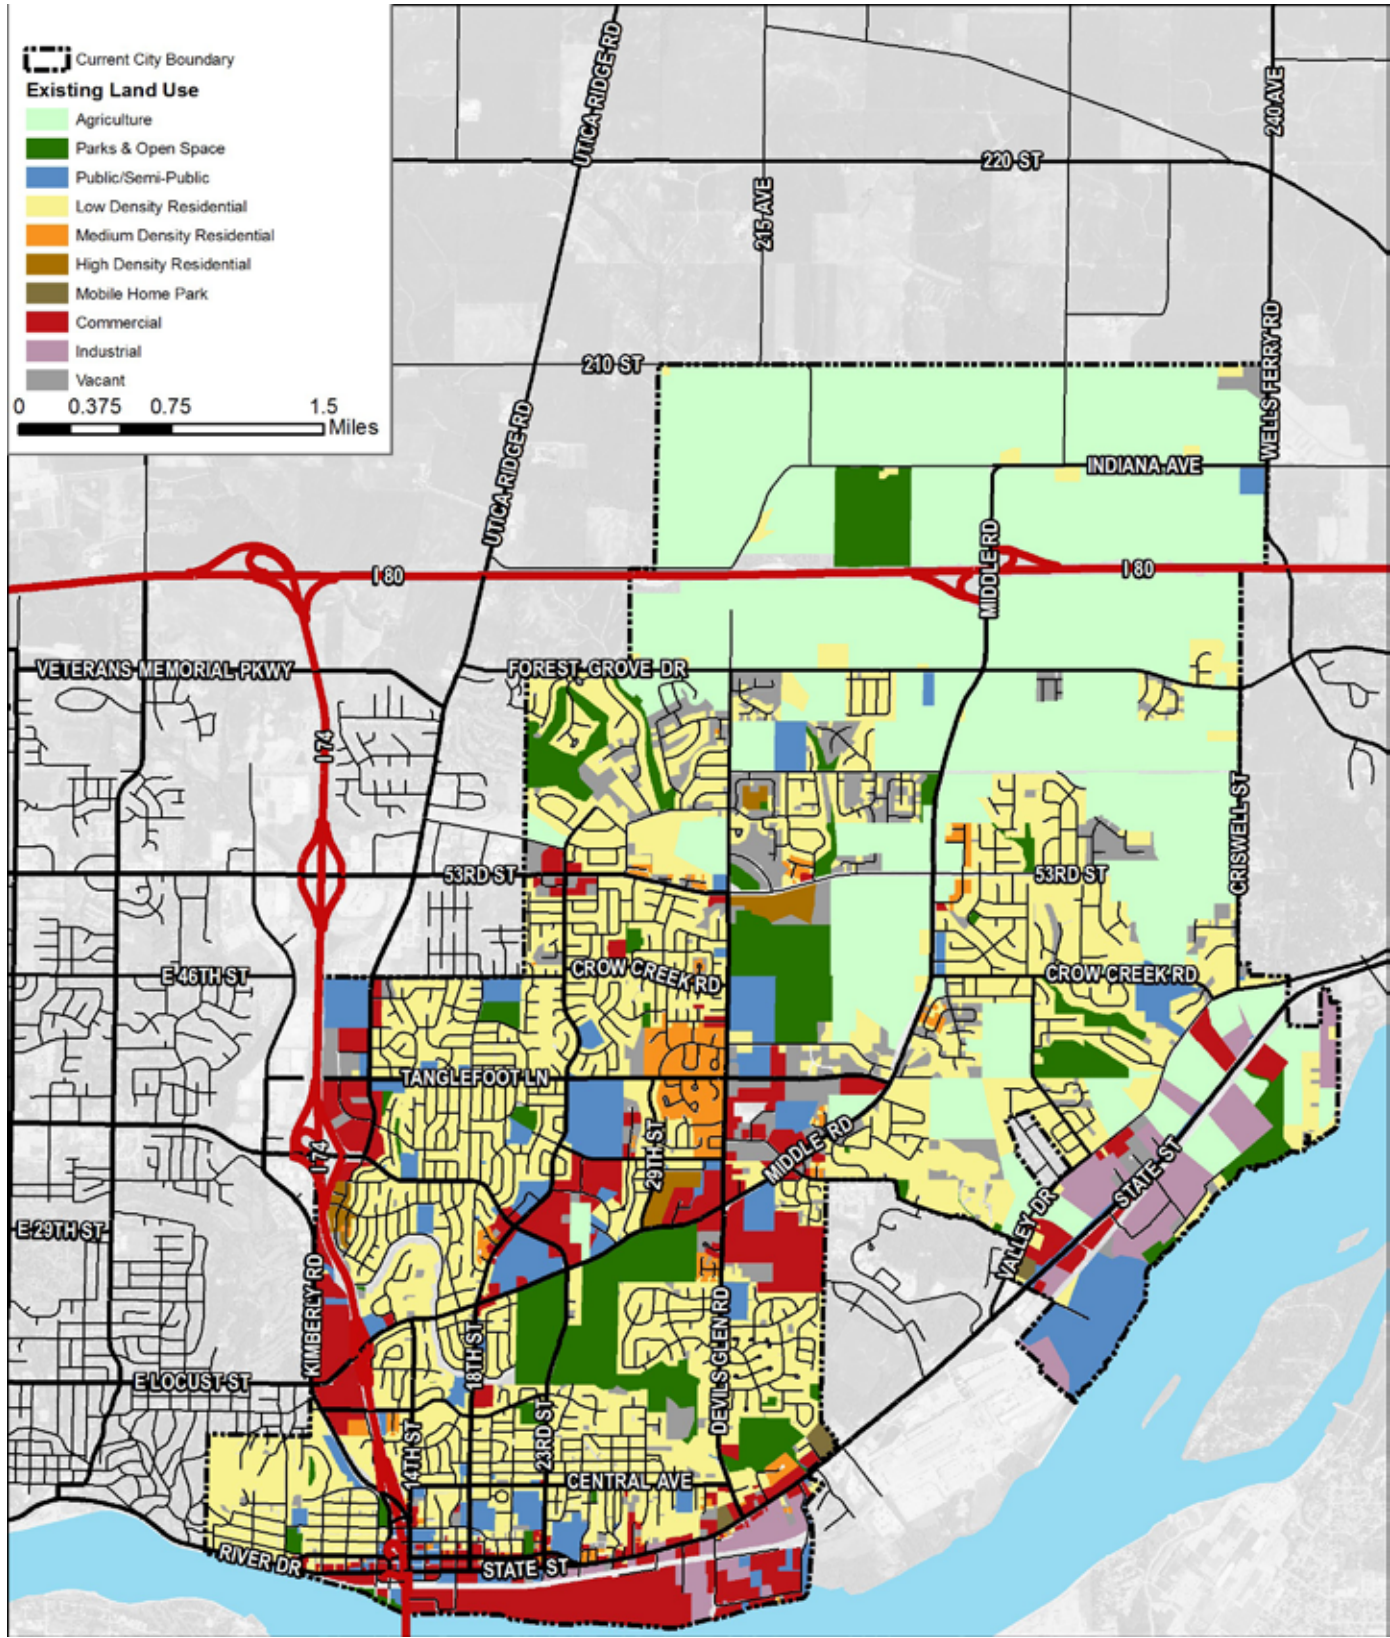 Current City Boundary
Existing Land Use
Agriculture
Parks & Open Space
Public/Semi-Public
Low Density Residential
Medium Density Residential
High Density Residential
Mobile Home Park
Commercial
Industrial
Vacant
0 0.375 0.75 1.5
Miles
UTICA RIDGE RD
240 AVE
220 ST
215 AVE
210 ST
WELLS FERRY RD
UTICA RIDGE RD
INDIANA AVE
MIDDLE RD
I 80
I 80
VETERANS MEMORIAL PKWY
FOREST GROVE DR
I 74
CRISWELL ST
53RD ST
53RD ST
E 46TH ST
CROW CREEK RD
CROW CREEK RD
TANGLEFOOT LN
I 74
29TH ST
MIDDLE RD
STATE ST
E 29TH ST
VALLEY DR
KIMBERLY RD
18TH ST
DEVILS GLEN RD
E LOCUST ST
14TH ST
23RD ST
CENTRAL AVE
RIVER DR
STATE ST